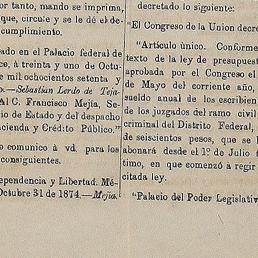 or tanto, mando se imprima,
que, circule y se le dé el de-
cumplimiento.
ado en el Palacio federal de
ce, á treinta y uno de Octu-
mil ochocientos setenta y
o.—Sebastian Lerdo de Teja-
Al C. Francisco Mejía, Se-
io de Estado y del despacho
acienda y Crédito Público."
o comunico á vd. para los
consiguientes.
ependencia y Libertad. Mé-
Octubre 31 de 1874.—Mejía.
decretado lo siguiente:
"El Congreso de la Union decre
"Artículo único. Conforme
texto de la ley de presupuest
aprobada por el Congreso el
de Mayo del corriente año,
sueldo anual de los escribien
de los juzgados del ramo civil
criminal del Distrito Federal,
de seiscientos pesos, que se l
abonará desde el 1º de Julio ú
timo, en que comenzó á regir
citada ley.
"Palacio del Poder Legislativ